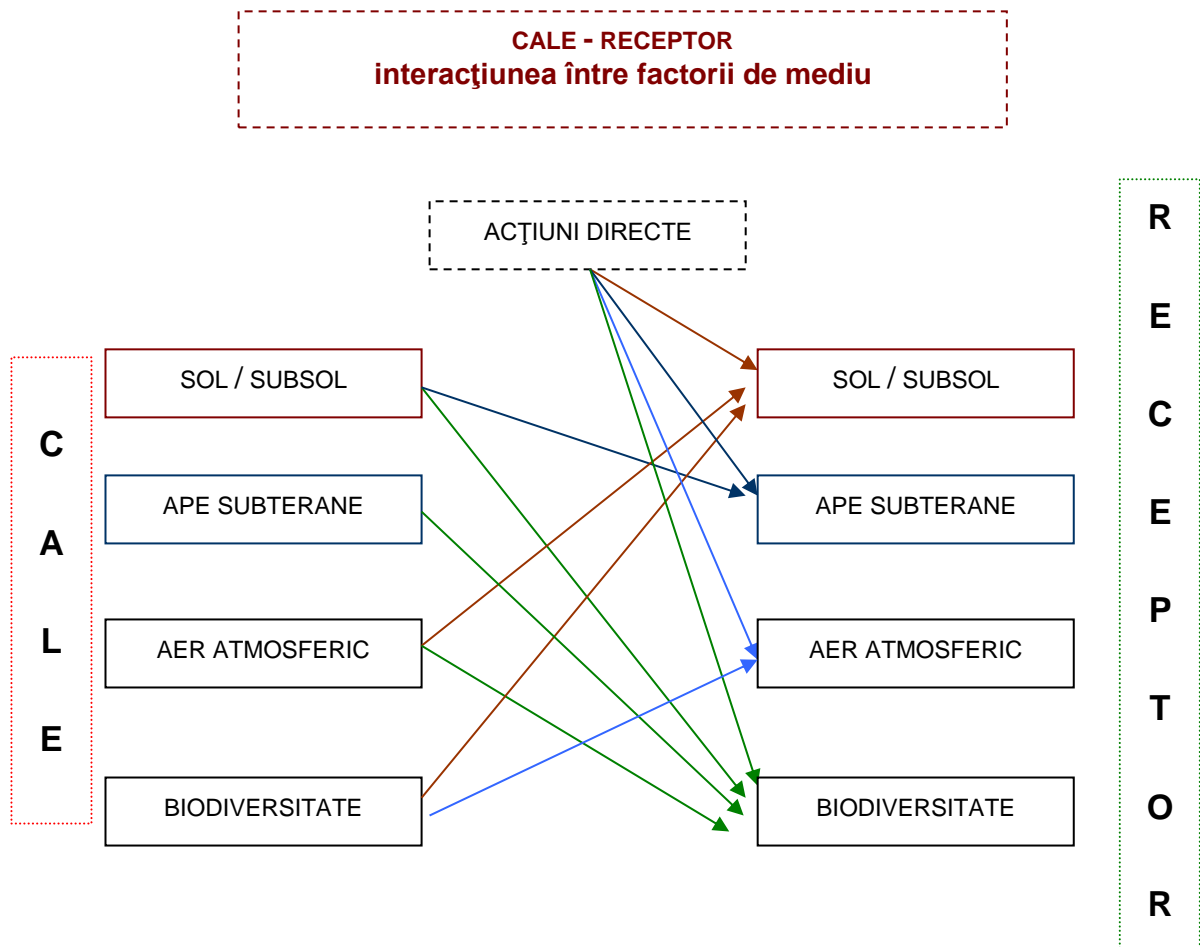 CALE - RECEPTOR
interacţiunea între factorii de mediu
ACŢIUNI DIRECTE
C
A
L
E
SOL / SUBSOL
APE SUBTERANE
AER ATMOSFERIC
BIODIVERSITATE
SOL / SUBSOL
APE SUBTERANE
AER ATMOSFERIC
BIODIVERSITATE
R
E
C
E
P
T
O
R